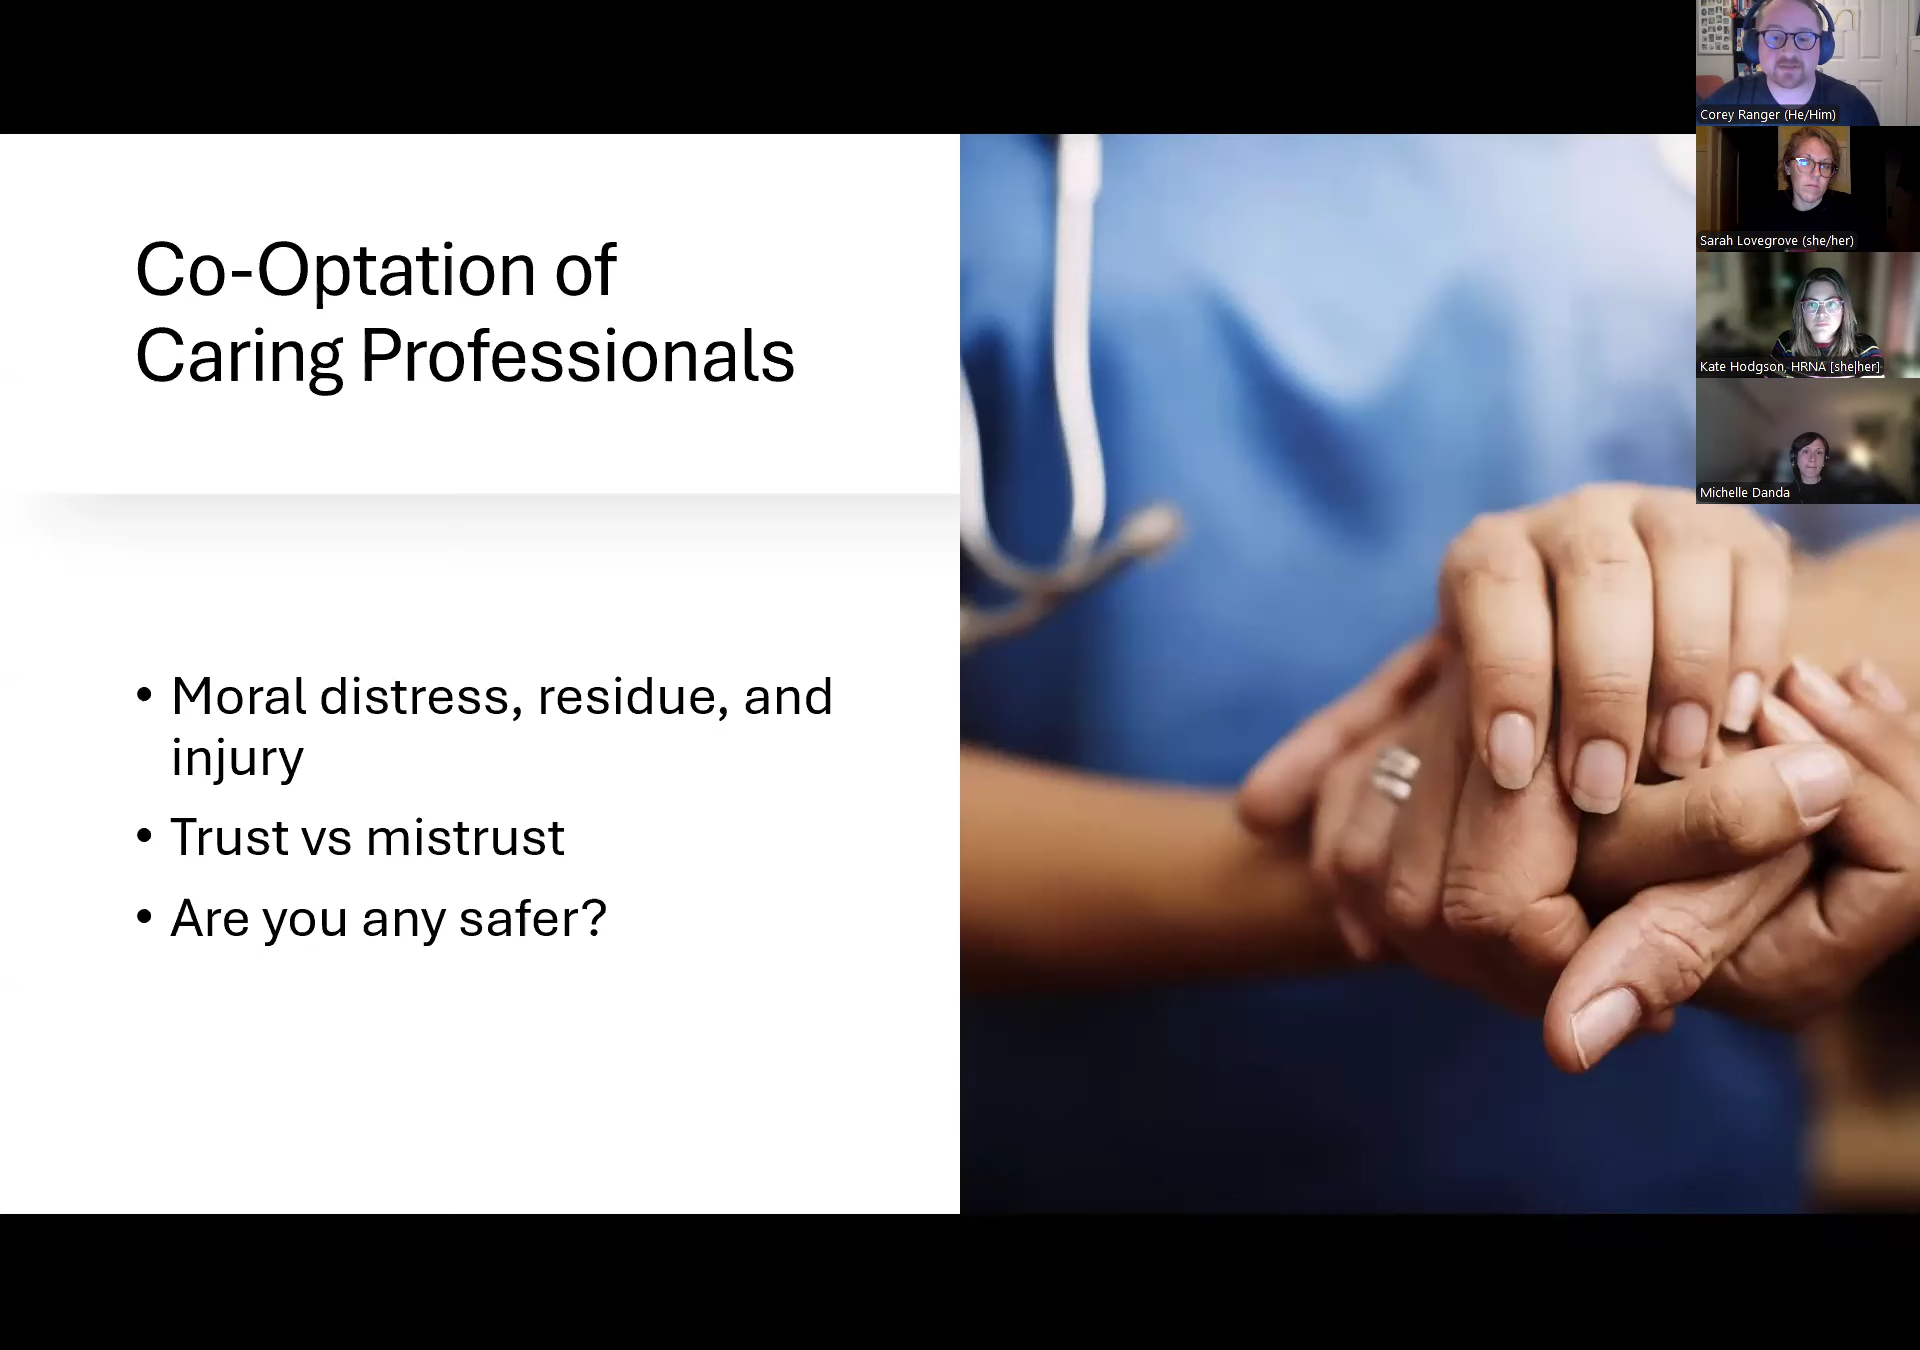 Co-Optation of
Caring Professionals
• Moral distress, residue, and
injury
• Trust vs mistrust
• Are you any safer?
Corey Ranger (He/Him)
Sarah Lovegrove (she/her)
Kate Hodgson, HRNA [she|her]
Michelle Danda